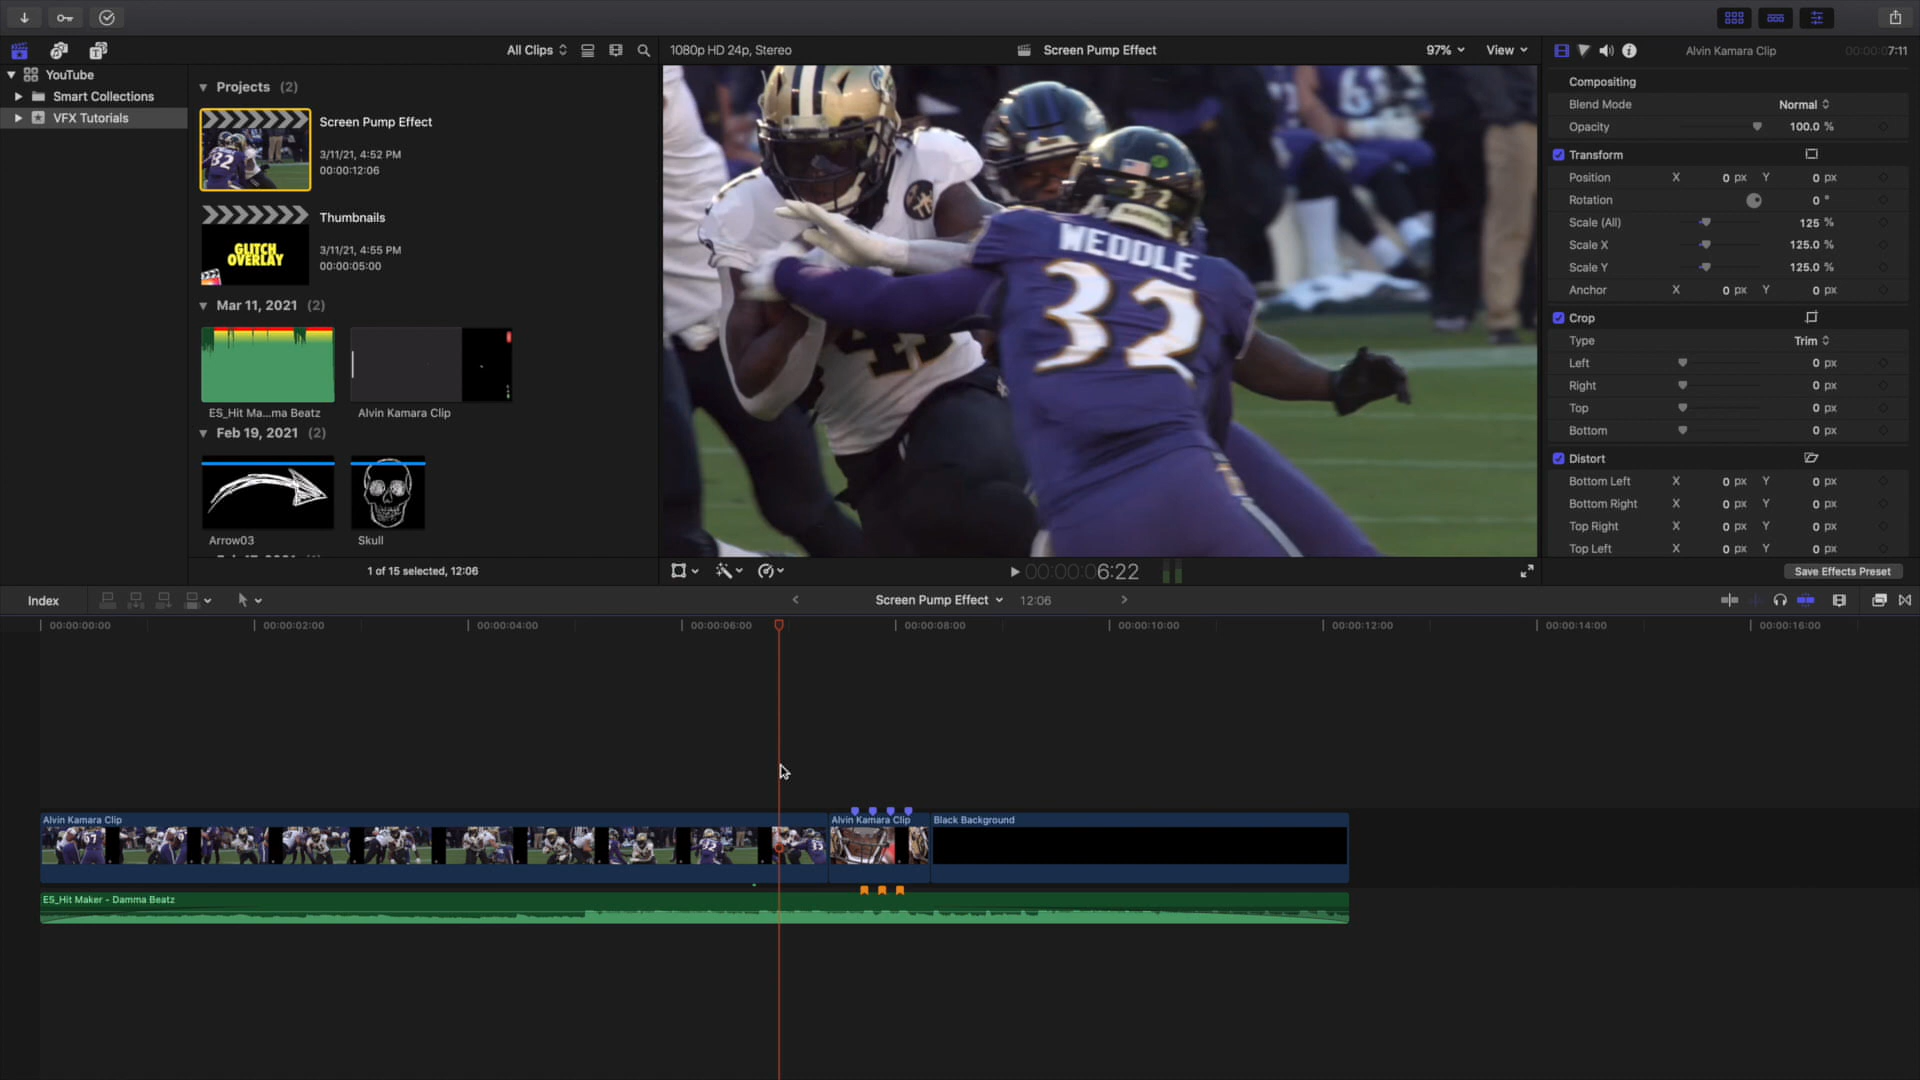 All Clips
1080p HD 24p, Stereo
Screen Pump Effect
97%
View
Alvin Kamara Clip
00:00:07:11
YouTube
Smart Collections
VFX Tutorials
Projects (2)
Screen Pump Effect
3/11/21, 4:52 PM
00:00:12:06
Thumbnails
3/11/21, 4:55 PM
00:00:05:00
GLITCH
OVERLAY
Mar 11, 2021 (2)
ES_Hit Ma...ma Beatz
Alvin Kamara Clip
Feb 19, 2021 (2)
Arrow03
Skull
1 of 15 selected, 12:06
WEDDLE
32
00:00:06:22
Compositing
Blend Mode Normal
Opacity 100.0 %
Transform
Position X 0 px Y 0 px
Rotation 0 °
Scale (All) 125 %
Scale X 125.0 %
Scale Y 125.0 %
Anchor X 0 px Y 0 px
Crop
Type Trim
Left 0 px
Right 0 px
Top 0 px
Bottom 0 px
Distort
Bottom Left X 0 px Y 0 px
Bottom Right X 0 px Y 0 px
Top Right X 0 px Y 0 px
Top Left X 0 px Y 0 px
Save Effects Preset
Index
Screen Pump Effect
12:06
00:00:00:00
00:00:02:00
00:00:04:00
00:00:06:00
00:00:08:00
00:00:10:00
00:00:12:00
00:00:14:00
00:00:16:00
Alvin Kamara Clip
Alvin Kamara Clip
Black Background
ES_Hit Maker - Damma Beatz